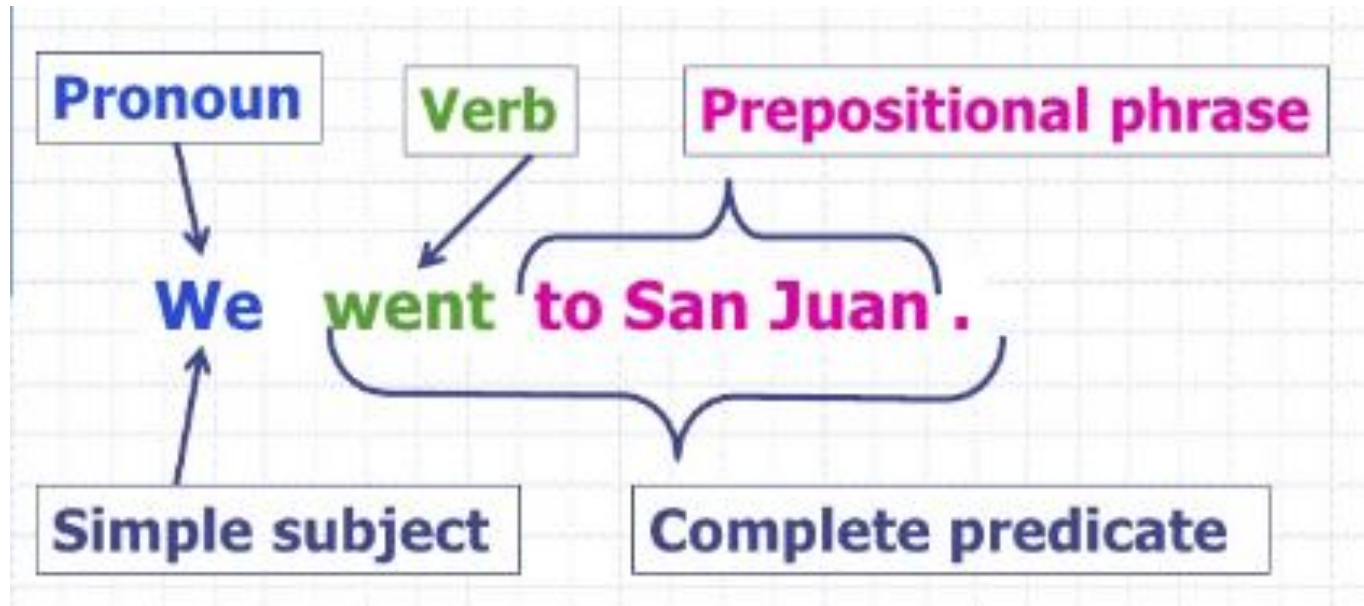 Pronoun Verb Prepositional phrase
We went to San Juan .
Simple subject Complete predicate